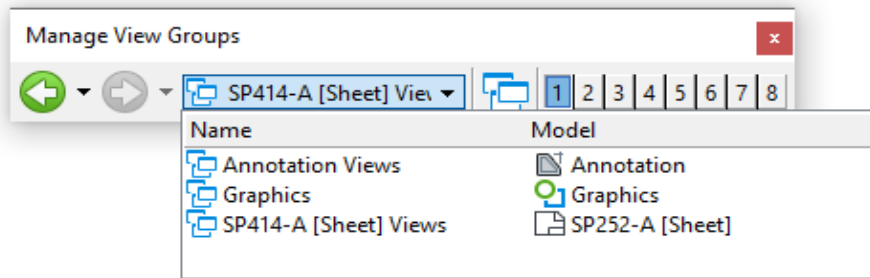 Manage View Groups
x
SP414-A [Sheet] Viev 1 2 3 4 5 6 7 8
Name Model
Annotation Views Annotation
Graphics Graphics
SP414-A [Sheet] Views SP252-A [Sheet]